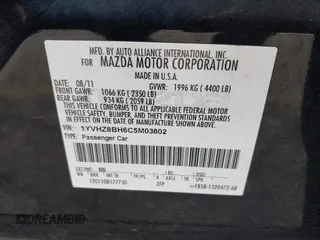 MFD. BY AUTO ALLIANCE INTERNATIONAL, INC
FOR MAZDA MOTOR CORPORATION
MADE IN U.S.A.
08/11 GVWR: 1996 KG (4400 LB)
FRONT GAWR: 1066 KG (2350 LB)
REAR GAWR: 934 KG (2059 LB)
THIS VEHICLE CONFORMS TO ALL APPLICABLE FEDERAL MOTOR
VEHICLE SAFETY, BUMPER, AND THEFT PREVENTION STANDARDS
IN EFFECT ON THE DATE OF MANUFACTURE SHOWN ABOVE.
VIN: 1YVHZ8BH6C5M03802
TYPE: Passenger Car
EXT PNT:
ZFP
DREAMBID